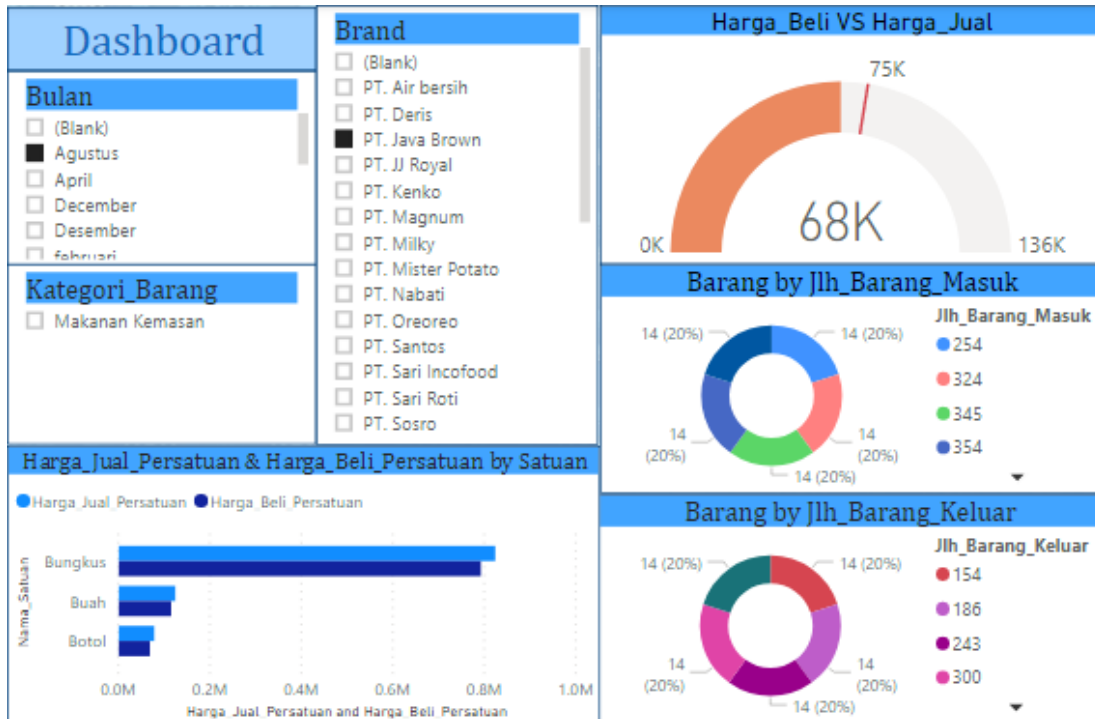 Dashboard
Bulan
(Blank)
Agustus
April
December
Desember
februari
Kategori_Barang
Makanan Kemasan
Brand
(Blank)
PT. Air bersih
PT. Deris
PT. Java Brown
PT. JJ Royal
PT. Kenko
PT. Magnum
PT. Milky
PT. Mister Potato
PT. Nabati
PT. Oreoreo
PT. Santos
PT. Sari Incofood
PT. Sari Roti
PT. Sosro
Harga_Beli VS Harga_Jual
75K
68K
0K
136K
Barang by Jlh_Barang_Masuk
14 (20%)
14 (20%)
14
(20%)
14
(20%)
14 (20%)
Jlh_Barang_Masuk
254
324
345
354
Harga_Jual_Persatuan & Harga_Beli_Persatuan by Satuan
Harga_Jual_Persatuan Harga_Beli_Persatuan
Nama_Satuan
Bungkus
Buah
Botol
0.0M 0.2M 0.4M 0.6M 0.8M 1.0M
Harga_Jual_Persatuan and Harga_Beli_Persatuan
Barang by Jlh_Barang_Keluar
14 (20%)
14 (20%)
14
(20%)
14
(20%)
14 (20%)
Jlh_Barang_Keluar
154
186
243
300